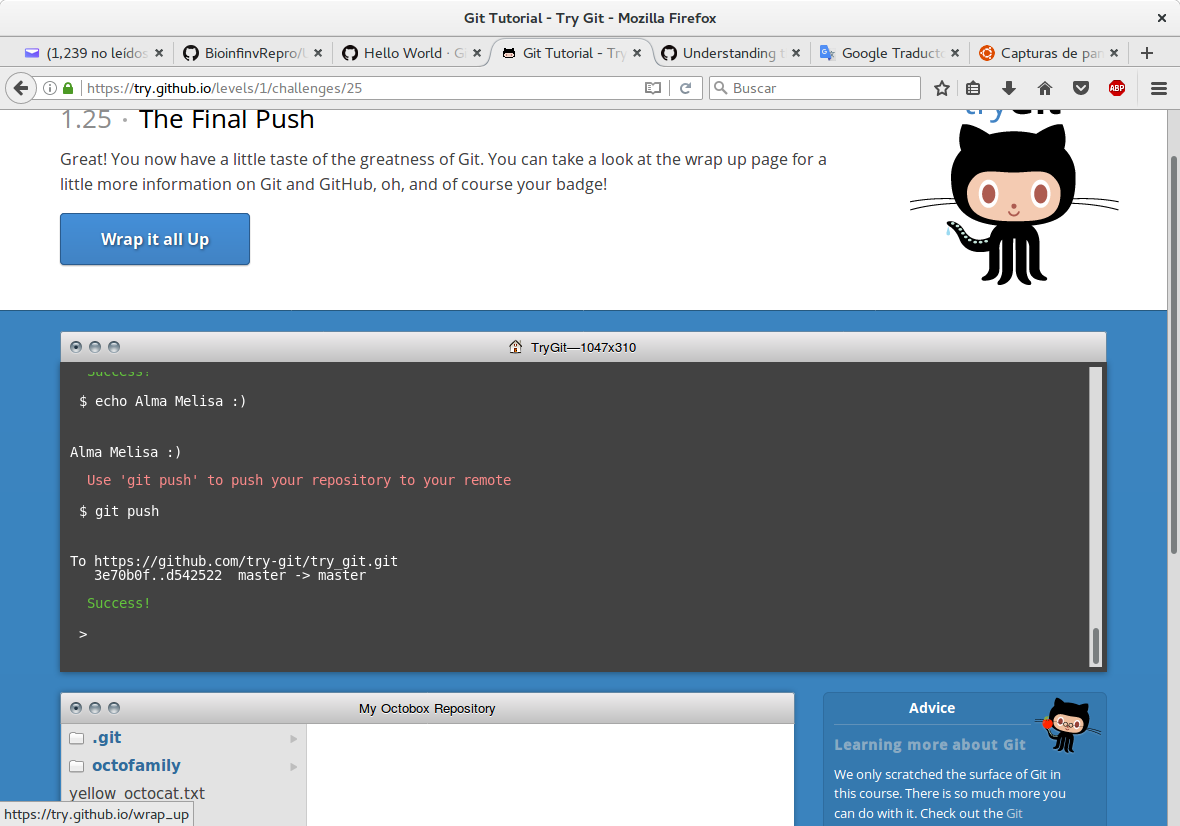 Git Tutorial - Try Git - Mozilla Firefox
(1,239 no leídos
BioinfinvRepro/
Hello World · G
Git Tutorial - Try
Understanding t
Google Traducto
Capturas de pan
https://try.github.io/levels/1/challenges/25
Buscar
ABP
tryGit
1.25 · The Final Push
Great! You now have a little taste of the greatness of Git. You can take a look at the wrap up page for a
little more information on Git and GitHub, oh, and of course your badge!
Wrap it all Up
TryGit—1047x310
Success!
$ echo Alma Melisa :)
Alma Melisa :)
Use 'git push' to push your repository to your remote
$ git push
To https://github.com/try-git/try_git.git
3e70b0f..d542522 master -> master
Success!
>
My Octobox Repository
.git
octofamily
yellow_octocat.txt
Advice
Learning more about Git
We only scratched the surface of Git in
this course. There is so much more you
can do with it. Check out the Git
https://try.github.io/wrap_up